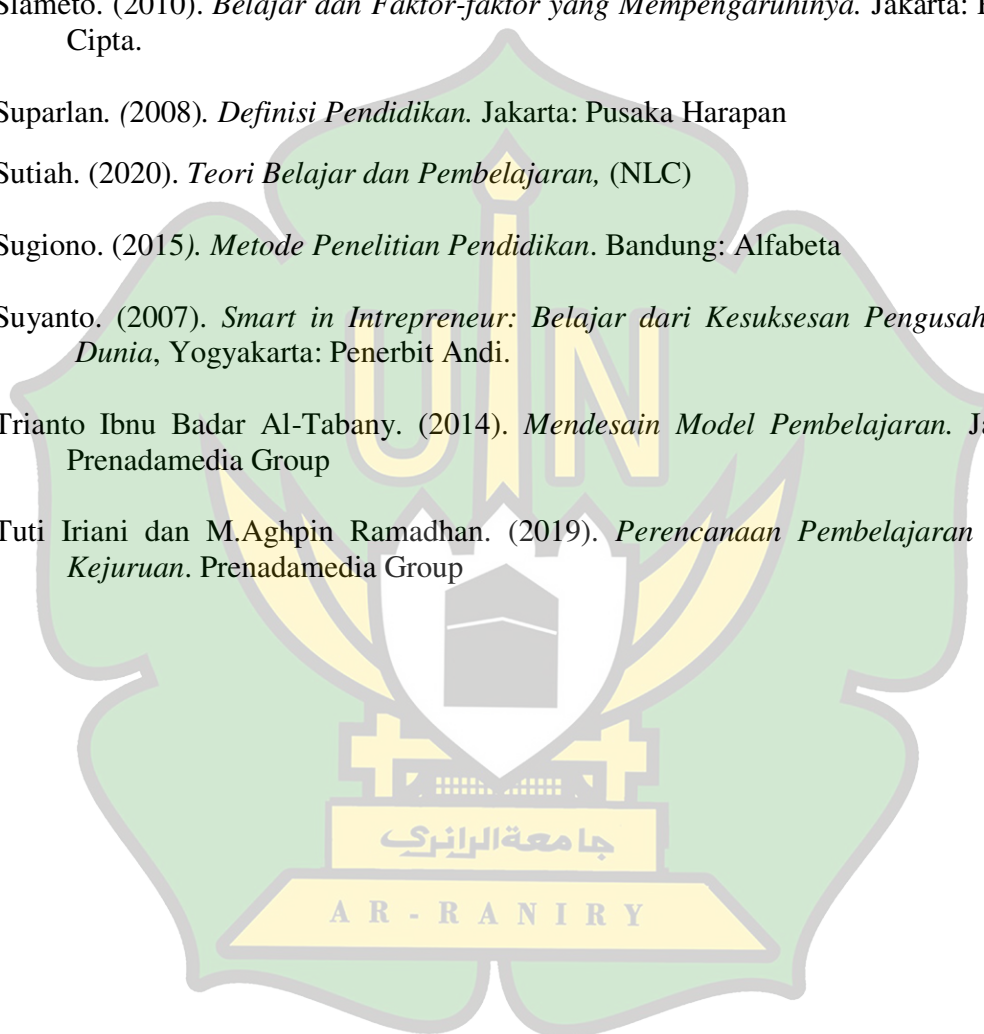 Slameto. (2010). Belajar dan Faktor-faktor yang Mempengaruhinya. Jakarta:
Cipta.
Suparlan. (2008). Definisi Pendidikan. Jakarta: Pusaka Harapan
Sutiah. (2020). Teori Belajar dan Pembelajaran, (NLC)
Sugiono. (2015). Metode Penelitian Pendidikan. Bandung: Alfabeta
Suyanto. (2007). Smart in Intrepreneur: Belajar dari Kesuksesan
Dunia, Yogyakarta: Penerbit Andi.
Trianto Ibnu Badar Al-Tabany. (2014). Mendesain Model Pembelajaran.
Prenadamedia Group
Tuti Iriani dan M.Aghpin Ramadhan. (2019). Perencanaan Pembelajaran
Kejuruan. Prenadamedia Group
UIN
جامعة الرانري
AR-RANIRY